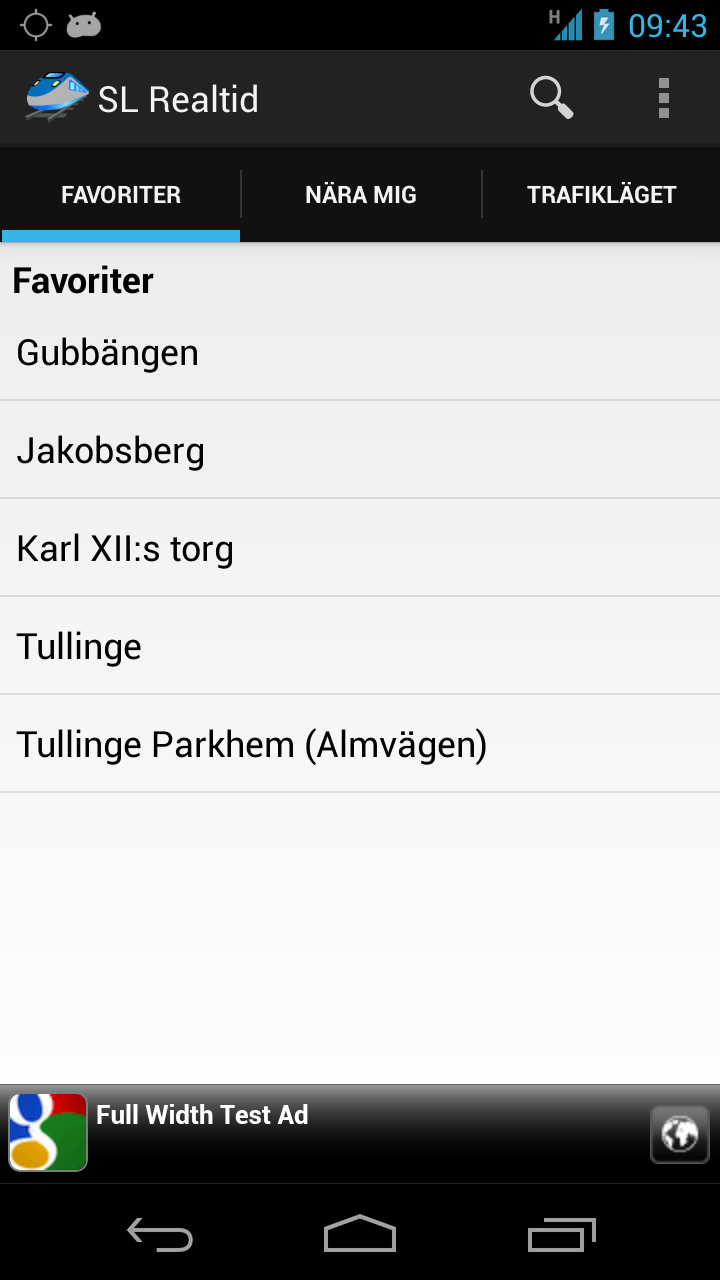 H 09:43
SL Realtid
FAVORITER NÄRA MIG TRAFIKLÄGET
Favoriter
Gubbängen
Jakobsberg
Karl XII:s torg
Tullinge
Tullinge Parkhem (Almvägen)
Full Width Test Ad